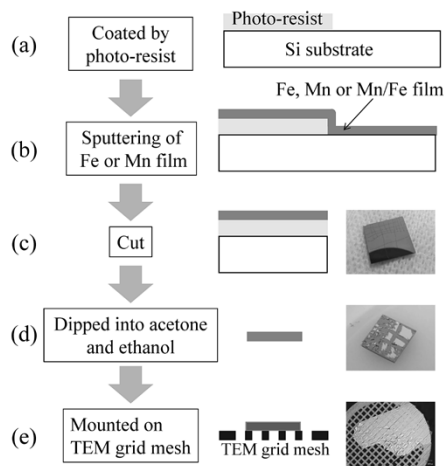 (a)
Coated by
photo-resist
Photo-resist
Si substrate
(b)
Sputtering of
Fe or Mn film
Fe, Mn or Mn/Fe film
(c)
Cut
(d)
Dipped into acetone
and ethanol
(e)
Mounted on
TEM grid mesh
TEM grid mesh